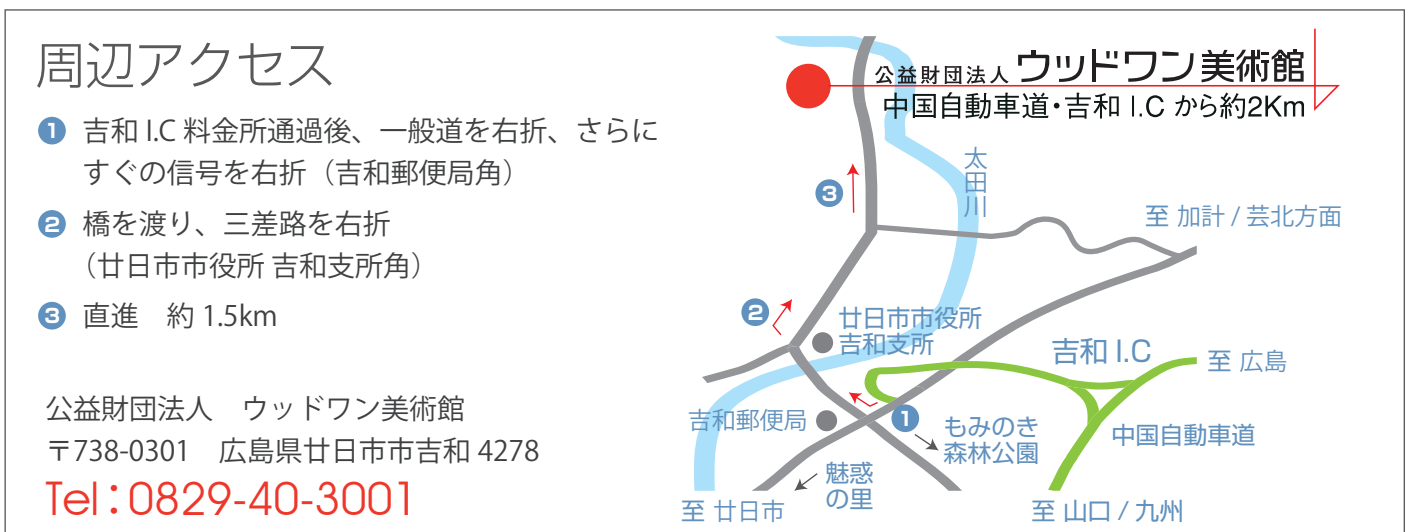 周辺アクセス
❶ 吉和 I.C 料金所通過後、一般道を右折、さらに
すぐの信号を右折（吉和郵便局角）
❷ 橋を渡り、三差路を右折
（廿日市市役所 吉和支所角）
❸ 直進　約 1.5km
公益財団法人　ウッドワン美術館
〒738-0301　広島県廿日市市吉和 4278
Tel：0829-40-3001
公益財団法人 ウッドワン美術館
中国自動車道・吉和 I.C から約2Km
太田川
❸
至 加計 / 芸北方面
❷
廿日市市役所
吉和支所
吉和 I.C
至 広島
吉和郵便局
❶
もみのき
森林公園
中国自動車道
魅惑
の里
至 廿日市
至 山口 / 九州